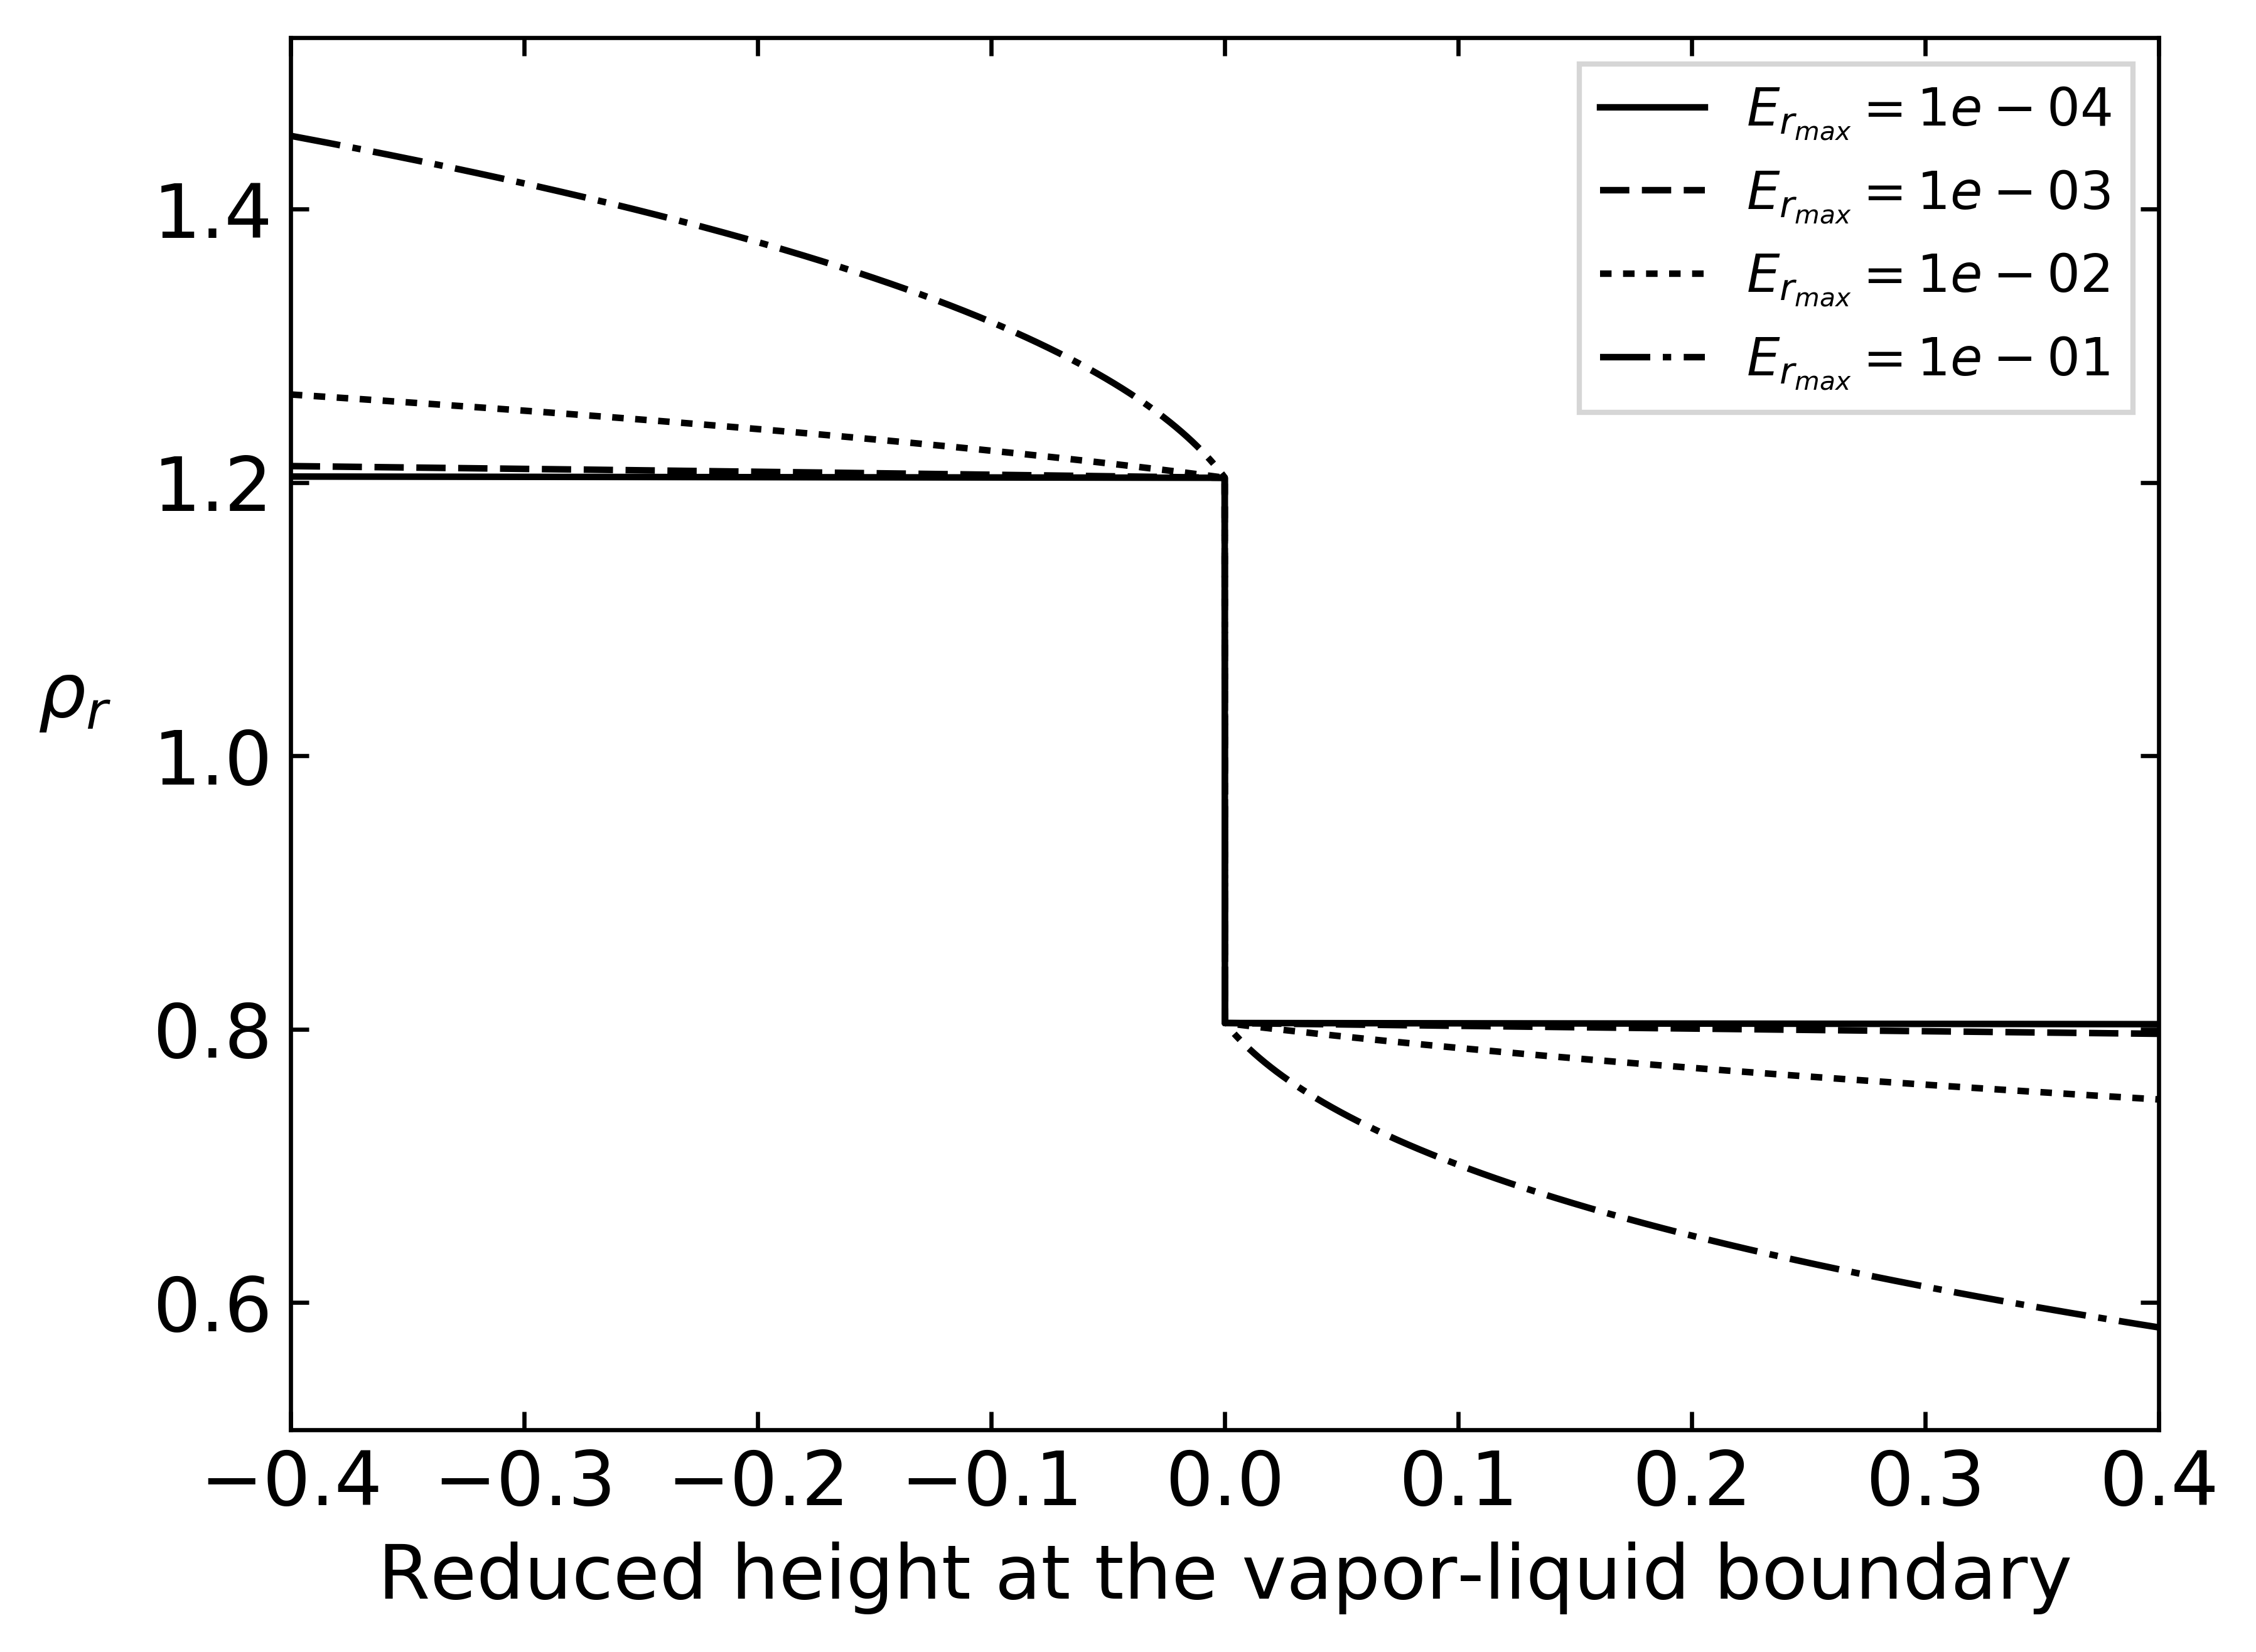 E_{r_{max}} = 1e − 04
E_{r_{max}} = 1e − 03
E_{r_{max}} = 1e − 02
E_{r_{max}} = 1e − 01
1.4
1.2
ρ_r
1.0
0.8
0.6
−0.4 −0.3 −0.2 −0.1 0.0 0.1 0.2 0.3 0.4
Reduced height at the vapor-liquid boundary